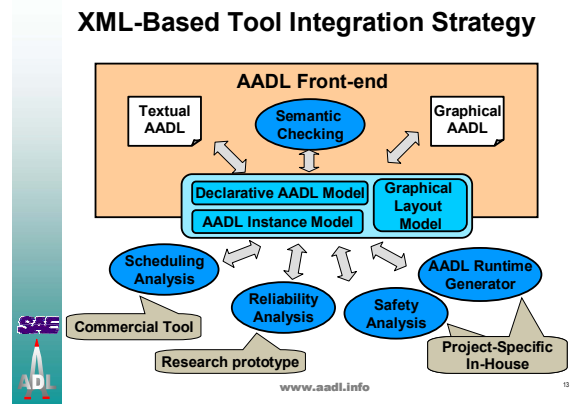 XML-Based Tool Integration Strategy
AADL Front-end
Textual
AADL
Semantic
Checking
Graphical
AADL
Declarative AADL Model
AADL Instance Model
Graphical
Layout
Model
Scheduling
Analysis
Reliability
Analysis
Safety
Analysis
AADL Runtime
Generator
Commercial Tool
Research prototype
Project-Specific
In-House
SAE
ADL
www.aadl.info
13